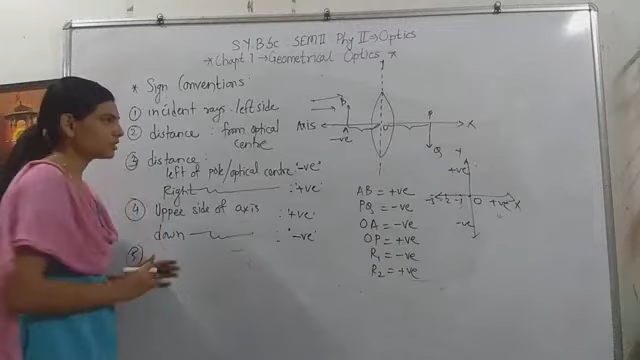 S.Y.B.Sc. SEM II Phy II → Optics
* Chapt 1 → Geometrical Optics *
* Sign Conventions:
① incident rays - left side
② distance : from optical centre
③ distance :
left of pole/optical centre '-ve'
Right —— : '+ve'
④ Upper side of axis : '+ve'
down —— : '-ve'
⑤
B
Axis
-ve
O
P
X
Q
Y
+ve
-3 -2 -1 O +ve X
-ve
AB = +ve
PQ = -ve
OA = -ve
OP = +ve
R₁ = -ve
R₂ = +ve